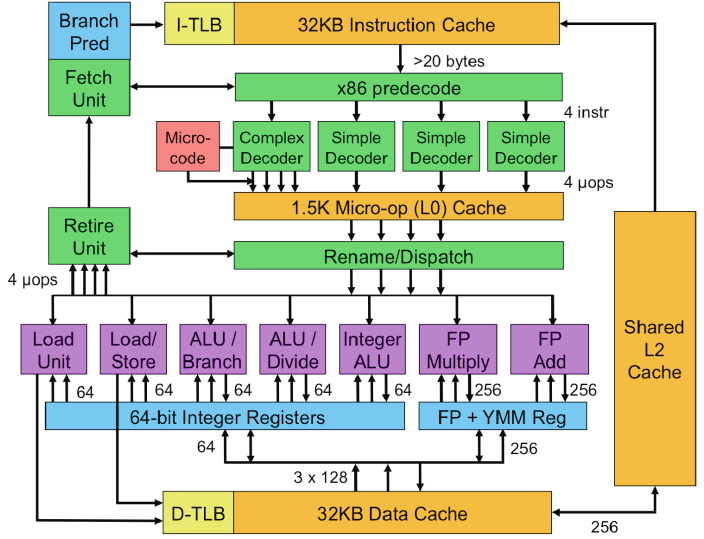 Branch
Pred
I-TLB
32KB Instruction Cache
>20 bytes
Fetch
Unit
x86 predecode
4 instr
Micro-
code
Complex
Decoder
Simple
Decoder
Simple
Decoder
Simple
Decoder
4 µops
1.5K Micro-op (L0) Cache
Retire
Unit
Rename/Dispatch
4 µops
Load
Unit
Load/
Store
ALU /
Branch
ALU /
Divide
Integer
ALU
FP
Multiply
FP
Add
Shared
L2
Cache
64
64
64
64
64
256
256
64-bit Integer Registers
FP + YMM Reg
64
256
3 x 128
D-TLB
32KB Data Cache
256